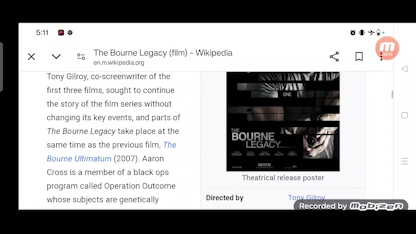 5:11
The Bourne Legacy (film) – Wikipedia
en.m.wikipedia.org
Tony Gilroy, co-screenwriter of the
first three films, sought to continue
the story of the film series without
changing its key events, and parts of
The Bourne Legacy take place at the
same time as the previous film, The
Bourne Ultimatum (2007). Aaron
Cross is a member of a black ops
program called Operation Outcome
whose subjects are genetically
THE
BOURNE
LEGACY
Theatrical release poster
Directed by
Tony Gilroy
Recorded by Mobizen